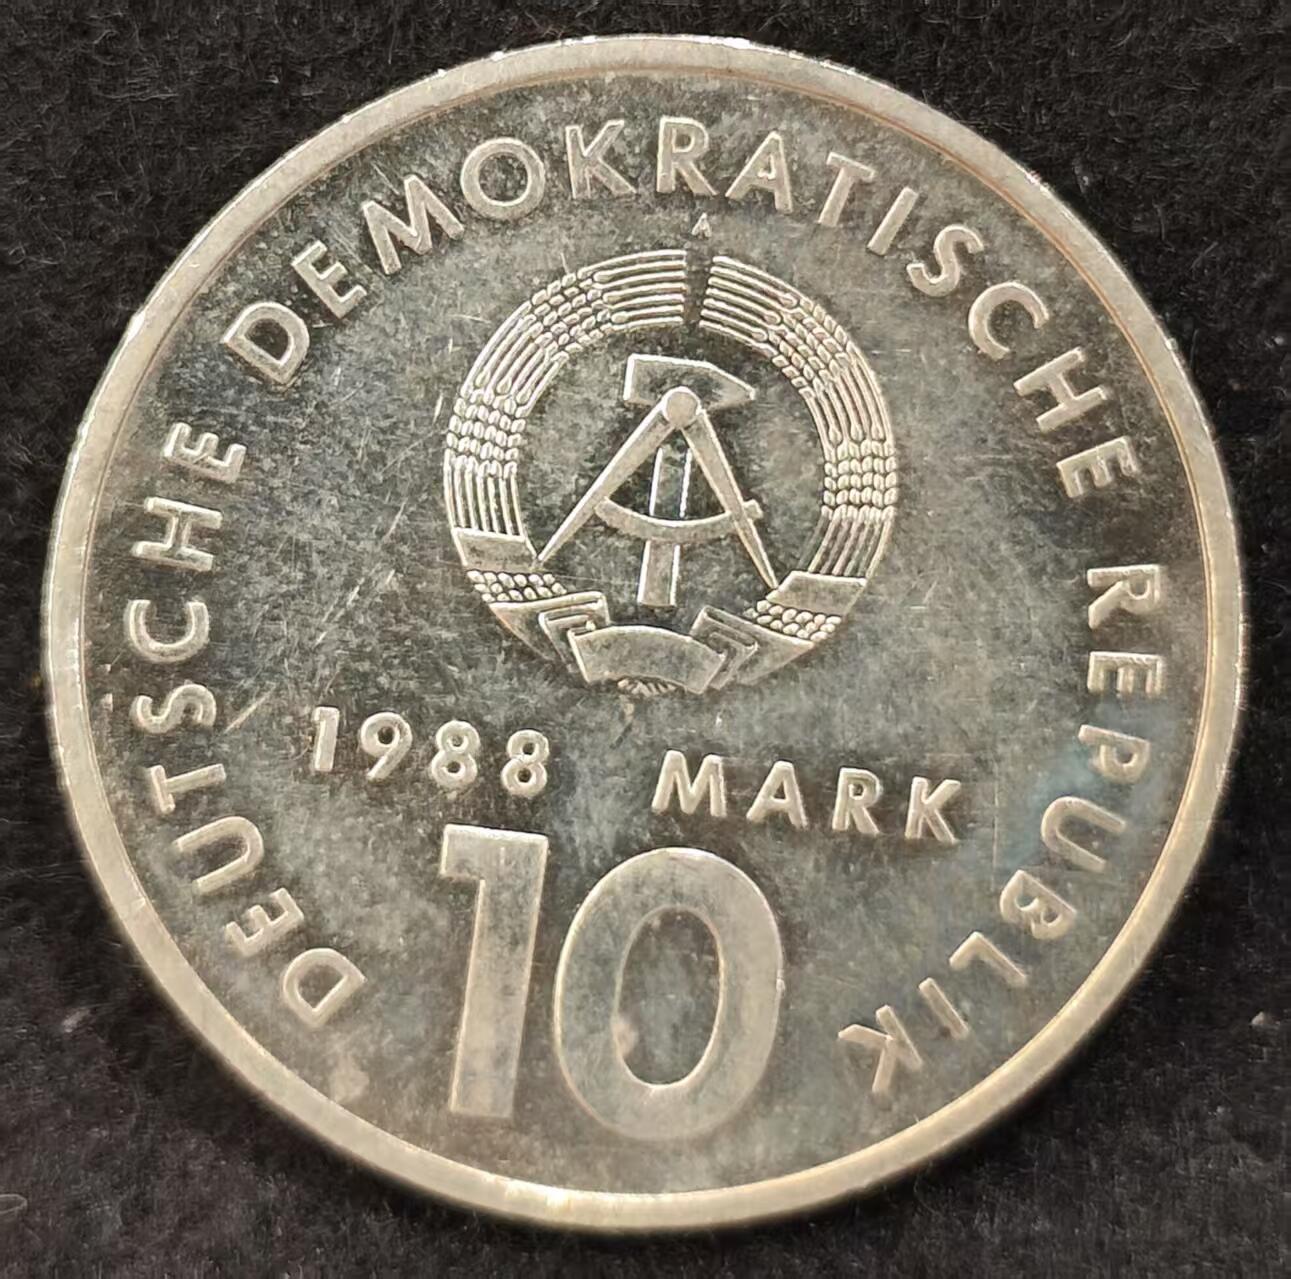 DEUTSCHE DEMOKRATISCHE REPUBLIK
A
1988 MARK
10